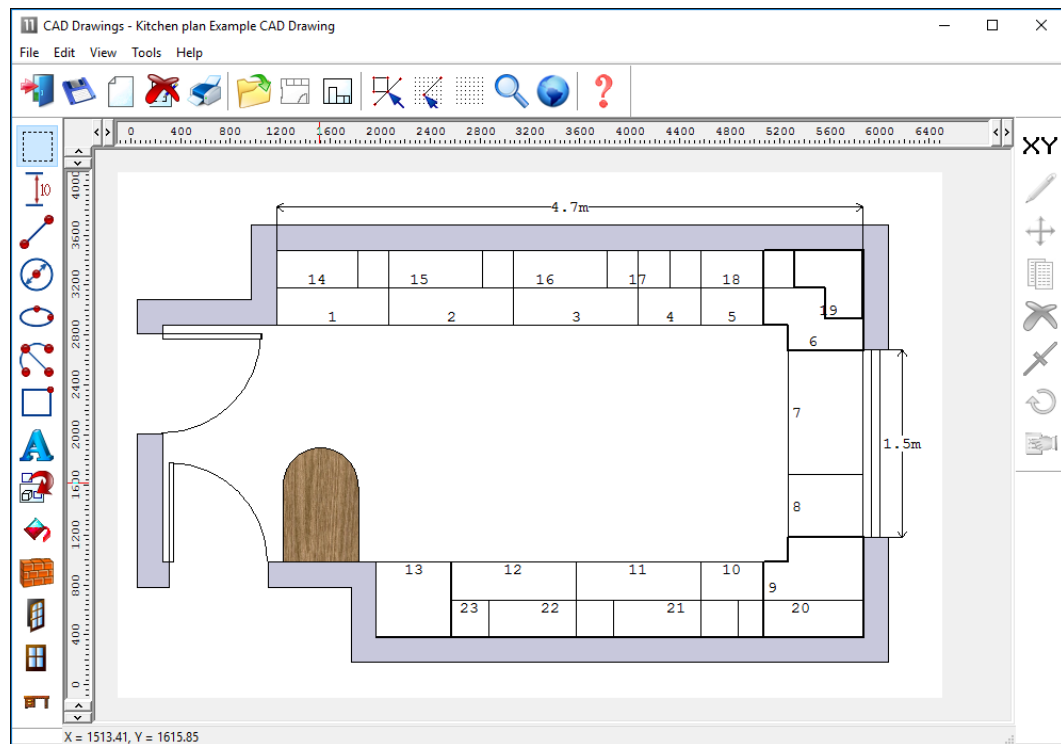 CAD Drawings - Kitchen plan Example CAD Drawing
File Edit View Tools Help
0 400 800 1200 1600 2000 2400 2800 3200 3600 4000 4400 4800 5200 5600 6000 6400
XY
10
A
4000
3600
3200
2800
2400
2000
1600
1200
800
400
0
4.7m
14 15 16 17 18
19
1 2 3 4 5
6
7
1.5m
8
13 12 11 10
9
23 22 21 20
X = 1513.41, Y = 1615.85